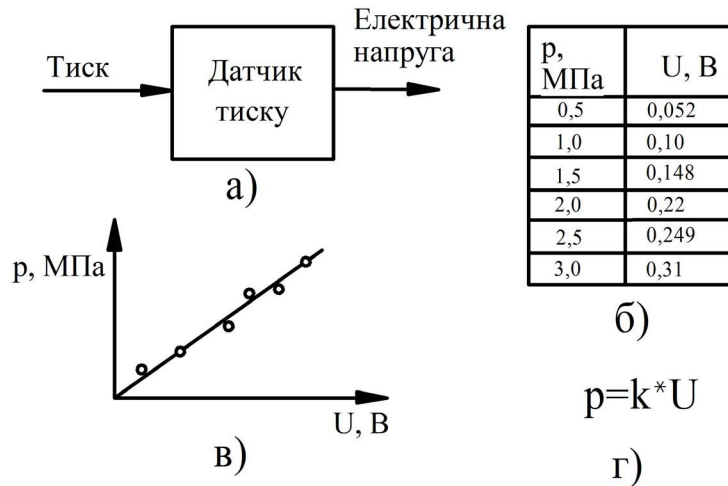 Тиск
Датчик
тиску
Електрична
напруга
а)
р,
МПа
U, В
0,5 0,052
1,0 0,10
1,5 0,148
2,0 0,22
2,5 0,249
3,0 0,31
б)
р, МПа
U, В
в)
p=k*U
г)